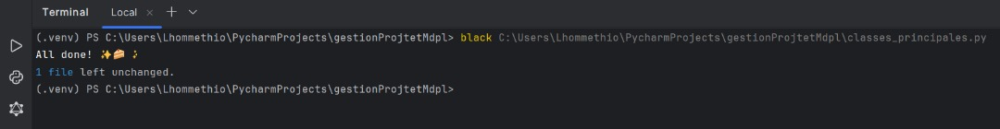 Terminal Local × +
(.venv) PS C:\Users\Lhommethio\PycharmProjects\gestionProjtetMdpl> black C:\Users\Lhommethio\PycharmProjects\gestionProjtetMdpl\classes_principales.py
All done! ✨🍰✨
1 file left unchanged.
(.venv) PS C:\Users\Lhommethio\PycharmProjects\gestionProjtetMdpl>